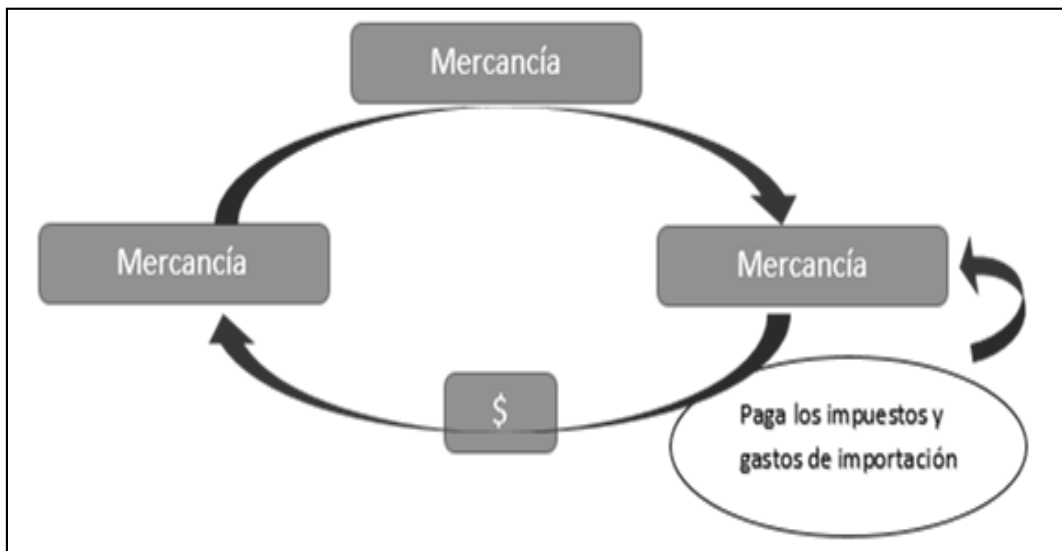 Mercancía
Mercancía
Mercancía
$
Paga los impuestos y
gastos de importación